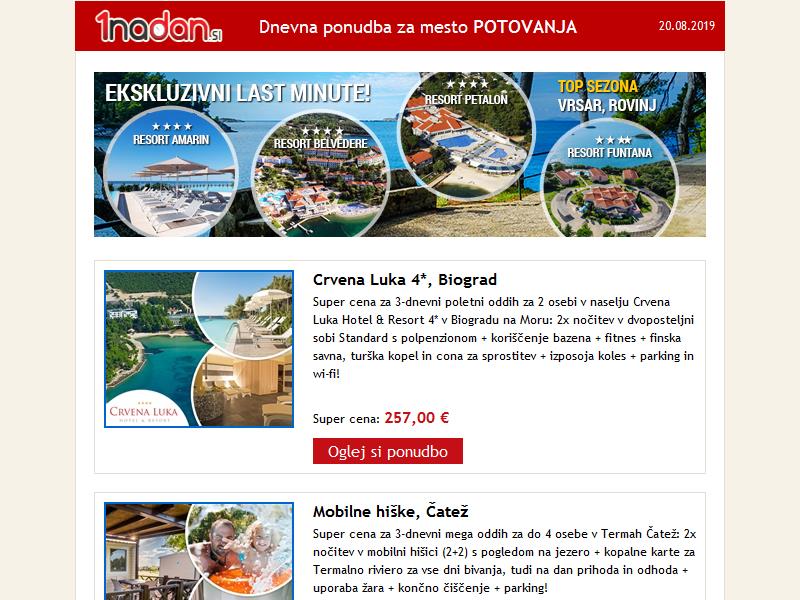 1nadan.si
Dnevna ponudba za mesto POTOVANJA
20.08.2019
EKSKLUZIVNI LAST MINUTE!
TOP SEZONA
VRSAR, ROVINJ
RESORT AMARIN
RESORT BELVEDERE
RESORT PETALON
RESORT FUNTANA
CRVENA LUKA
HOTEL & RESORT
Crvena Luka 4*, Biograd
Super cena za 3-dnevni poletni oddih za 2 osebi v naselju Crvena
Luka Hotel & Resort 4* v Biogradu na Moru: 2x nočitev v dvoposteljni
sobi Standard s polpenzionom + koriščenje bazena + fitnes + finska
savna, turška kopel in cona za sprostitev + izposoja koles + parking in
wi-fi!
Super cena: 257,00 €
Oglej si ponudbo
Mobilne hiške, Čatež
Super cena za 3-dnevni mega oddih za do 4 osebe v Termah Čatež: 2x
nočitev v mobilni hišici (2+2) s pogledom na jezero + kopalne karte za
Termalno riviero za vse dni bivanja, tudi na dan prihoda in odhoda +
uporaba žara + končno čiščenje + parking!